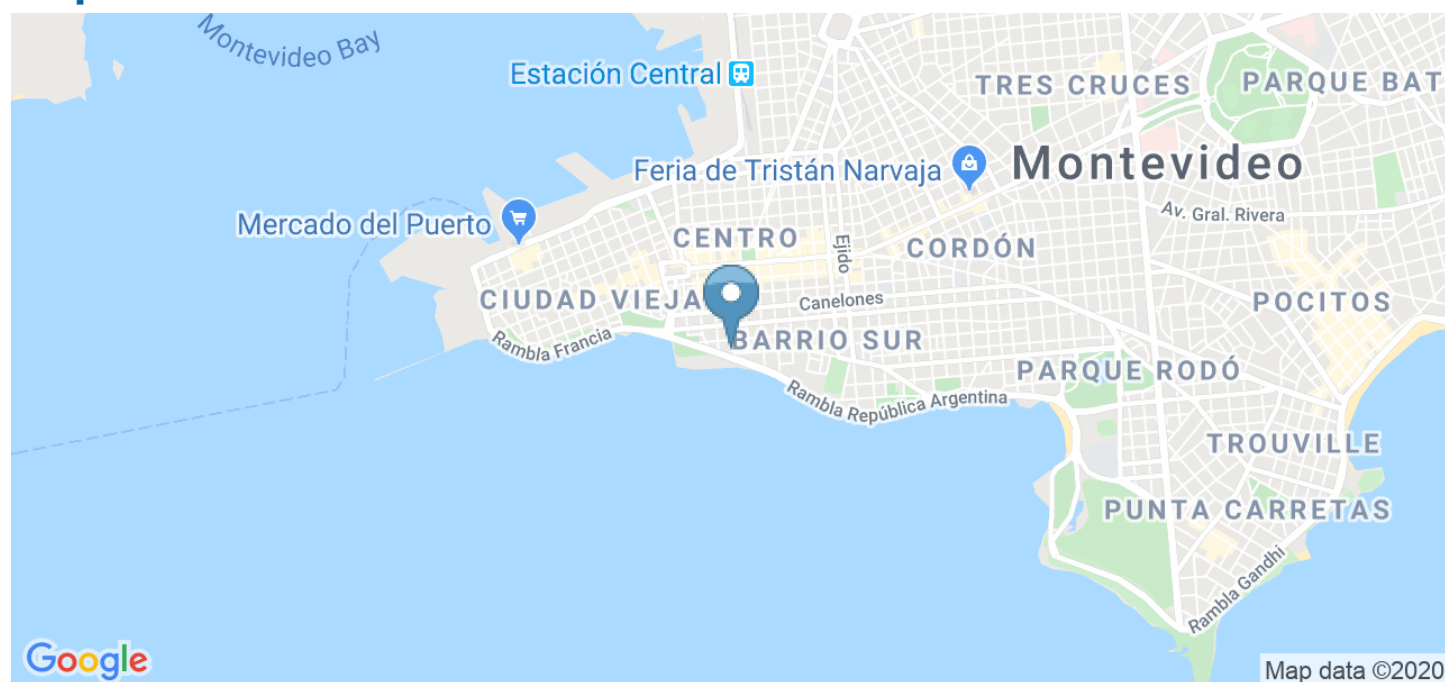 Montevideo Bay
Estación Central
TRES CRUCES
PARQUE BAT
Feria de Tristán Narvaja
Montevideo
Mercado del Puerto
Av. Gral. Rivera
CENTRO
Ejido
CORDÓN
CIUDAD VIEJA
Canelones
POCITOS
Rambla Francia
BARRIO SUR
PARQUE RODÓ
Rambla República Argentina
TROUVILLE
PUNTA CARRETAS
Rambla Gandhi
Google
Map data ©2020